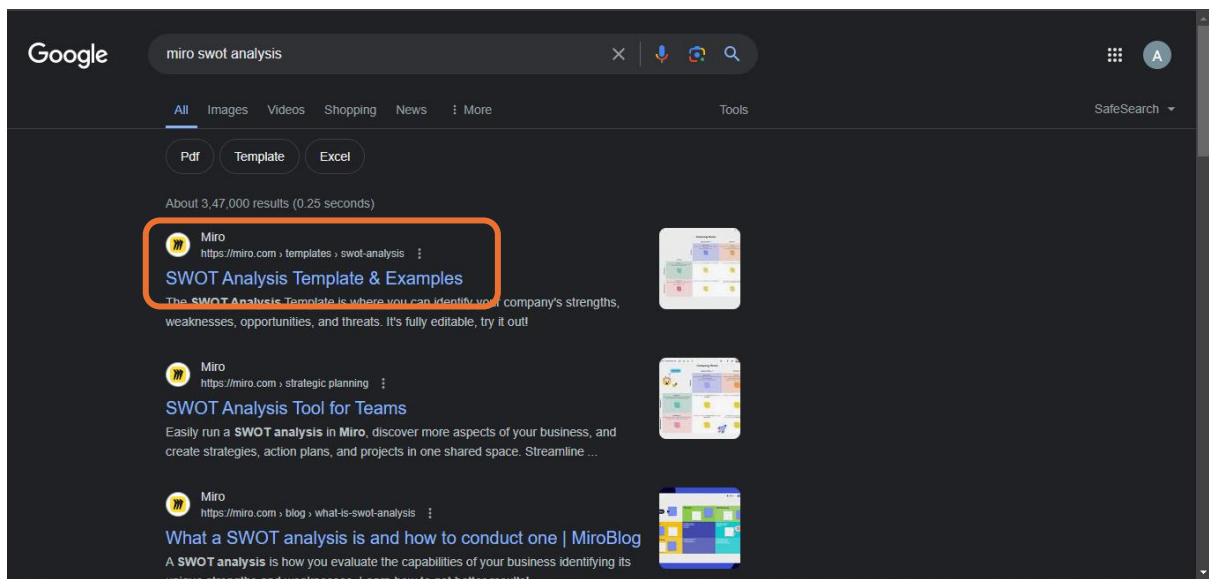 Google
miro swot analysis
A
All Images Videos Shopping News More Tools SafeSearch
Pdf Template Excel
About 3,47,000 results (0.25 seconds)
Miro
https://miro.com › templates › swot-analysis
SWOT Analysis Template & Examples
The SWOT Analysis Template is where you can identify your company's strengths,
weaknesses, opportunities, and threats. It's fully editable, try it out!
Miro
https://miro.com › strategic planning
SWOT Analysis Tool for Teams
Easily run a SWOT analysis in Miro, discover more aspects of your business, and
create strategies, action plans, and projects in one shared space. Streamline ...
Miro
https://miro.com › blog › what-is-swot-analysis
What a SWOT analysis is and how to conduct one | MiroBlog
A SWOT analysis is how you evaluate the capabilities of your business identifying its